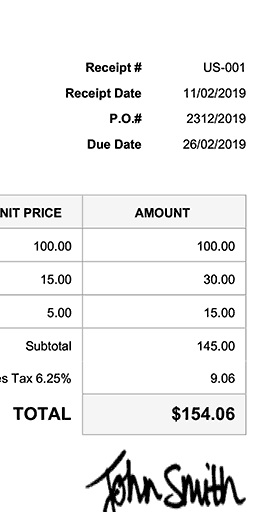 Receipt # US-001
Receipt Date 11/02/2019
P.O.# 2312/2019
Due Date 26/02/2019
NIT PRICE AMOUNT
100.00 100.00
15.00 30.00
5.00 15.00
Subtotal 145.00
es Tax 6.25% 9.06
TOTAL $154.06
John Smith